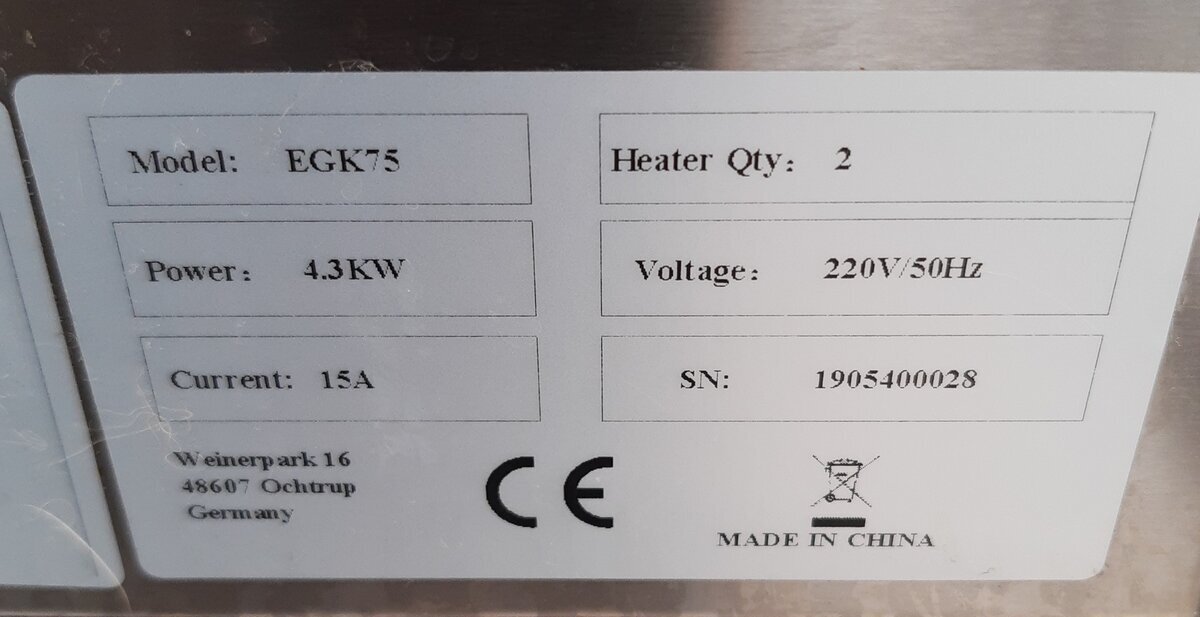 Model: EGK75
Heater Qty: 2
Power: 4.3KW
Voltage: 220V/50Hz
Current: 15A
SN: 1905400028
Weinerpark 16
48607 Ochtrup
Germany
CE
MADE IN CHINA